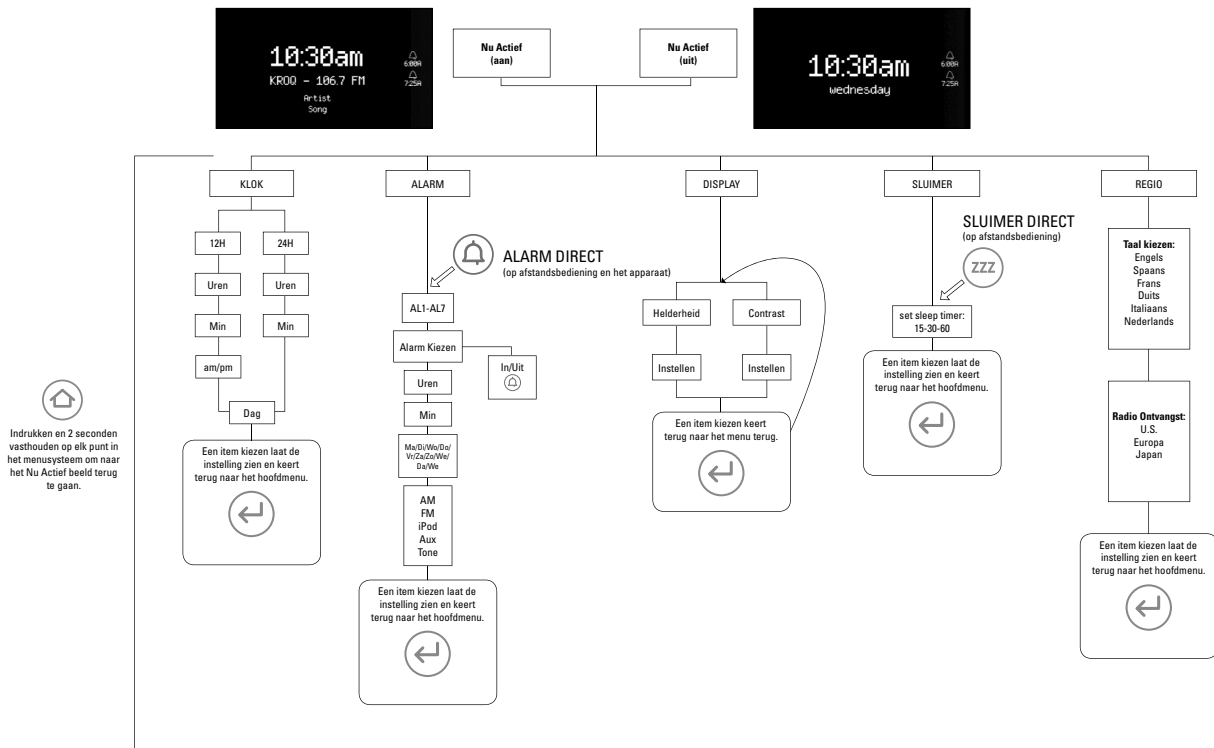 10:30am
KROQ – 106.7 FM
Artist
Song
6:00A
7:25A
Nu Actief
(aan)
Nu Actief
(uit)
10:30am
wednesday
6:00A
7:25A
KLOK
12H
24H
Uren
Uren
Min
Min
am/pm
Dag
Een item kiezen laat de
instelling zien en keert
terug naar het hoofdmenu.
Indrukken en 2 seconden
vasthouden op elk punt in
het menusysteem om naar
het Nu Actief beeld terug
te gaan.
ALARM
ALARM DIRECT
(op afstandsbediening en het apparaat)
AL1-AL7
Alarm Kiezen
In/Uit
Uren
Min
Ma/Di/Wo/Do/
Vr/Za/Zo/We/
Da/We
AM
FM
iPod
Aux
Tone
Een item kiezen laat de
instelling zien en keert
terug naar het hoofdmenu.
DISPLAY
Helderheid
Contrast
Instellen
Instellen
Een item kiezen keert
terug naar het menu terug.
SLUIMER
SLUIMER DIRECT
(op afstandsbediening)
ZZZ
set sleep timer:
15-30-60
Een item kiezen laat de
instelling zien en keert
terug naar het hoofdmenu.
REGIO
Taal kiezen:
Engels
Spaans
Frans
Duits
Italiaans
Nederlands
Radio Ontvangst:
U.S.
Europa
Japan
Een item kiezen laat de
instelling zien en keert
terug naar het hoofdmenu.